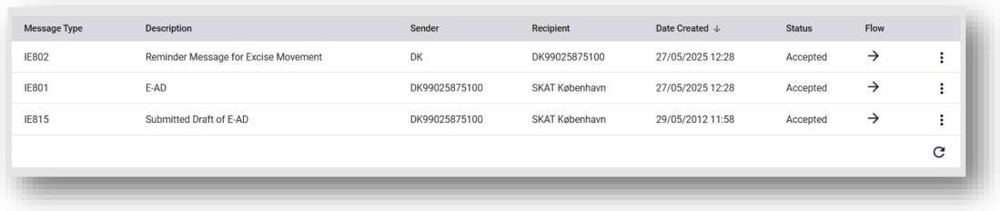 Message Type Description Sender Recipient Date Created ↓ Status Flow
IE802 Reminder Message for Excise Movement DK DK99025875100 27/05/2025 12:28 Accepted →
IE801 E-AD DK99025875100 SKAT København 27/05/2025 12:28 Accepted →
IE815 Submitted Draft of E-AD DK99025875100 SKAT København 29/05/2012 11:58 Accepted →